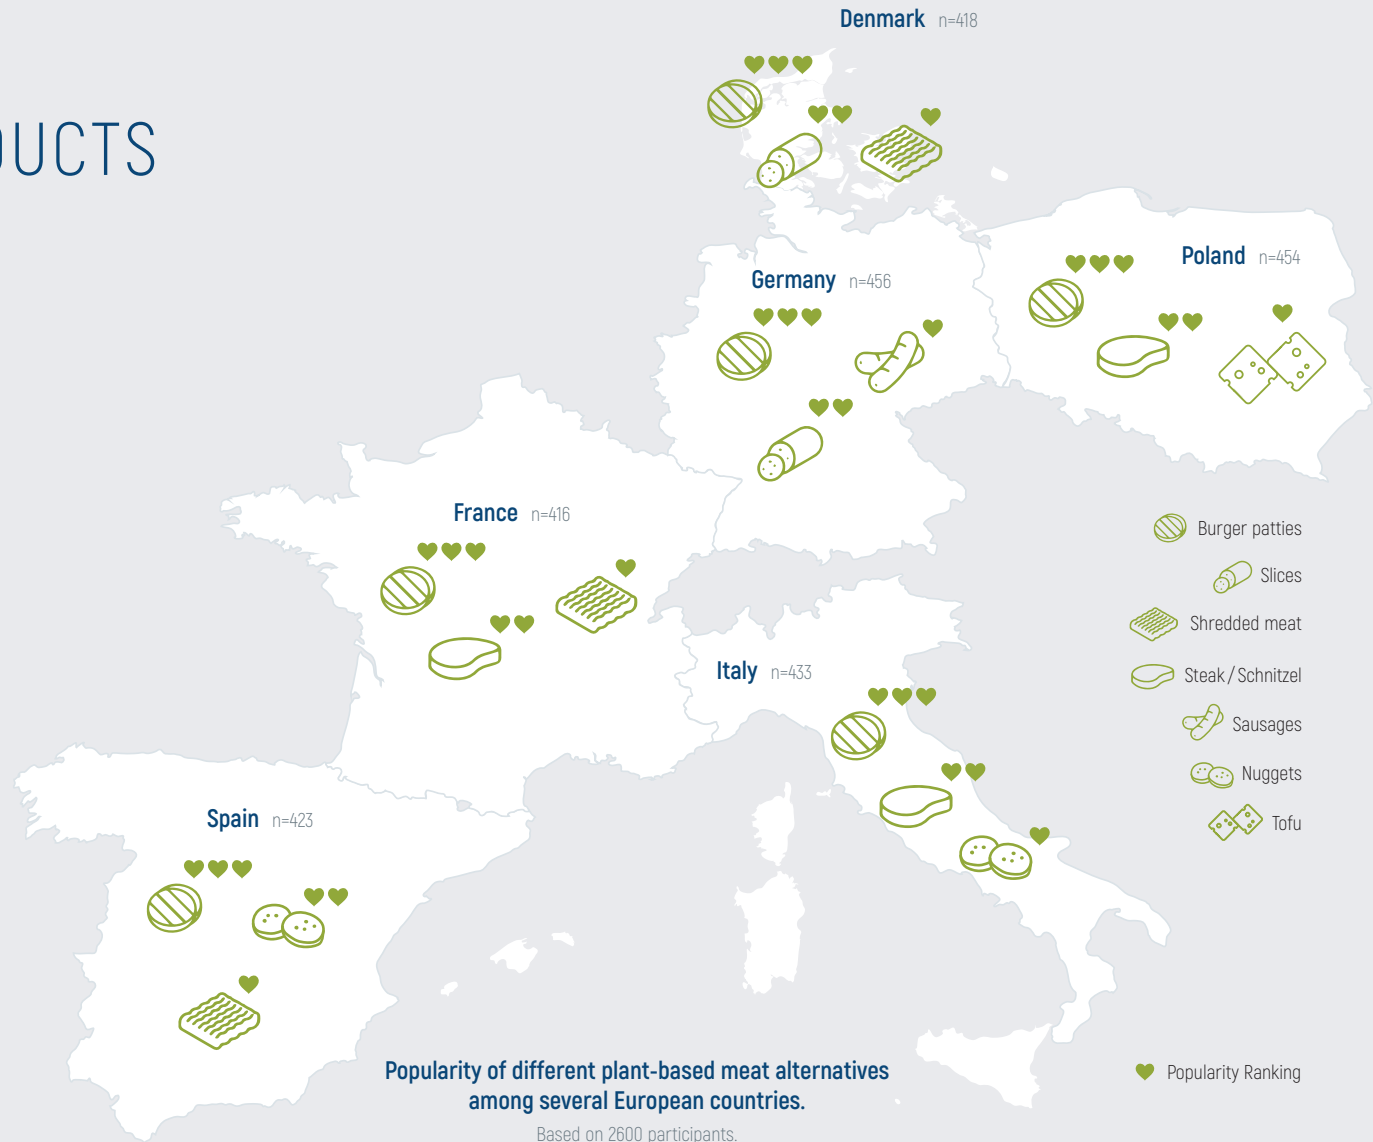 Denmark n=418
DUCTS
Poland n=454
Germany n=456
France n=416
Burger patties
Slices
Shredded meat
Steak / Schnitzel
Italy n=433
Sausages
Nuggets
Spain n=423
Tofu
Popularity of different plant-based meat alternatives
among several European countries.
Popularity Ranking
Based on 2600 participants.